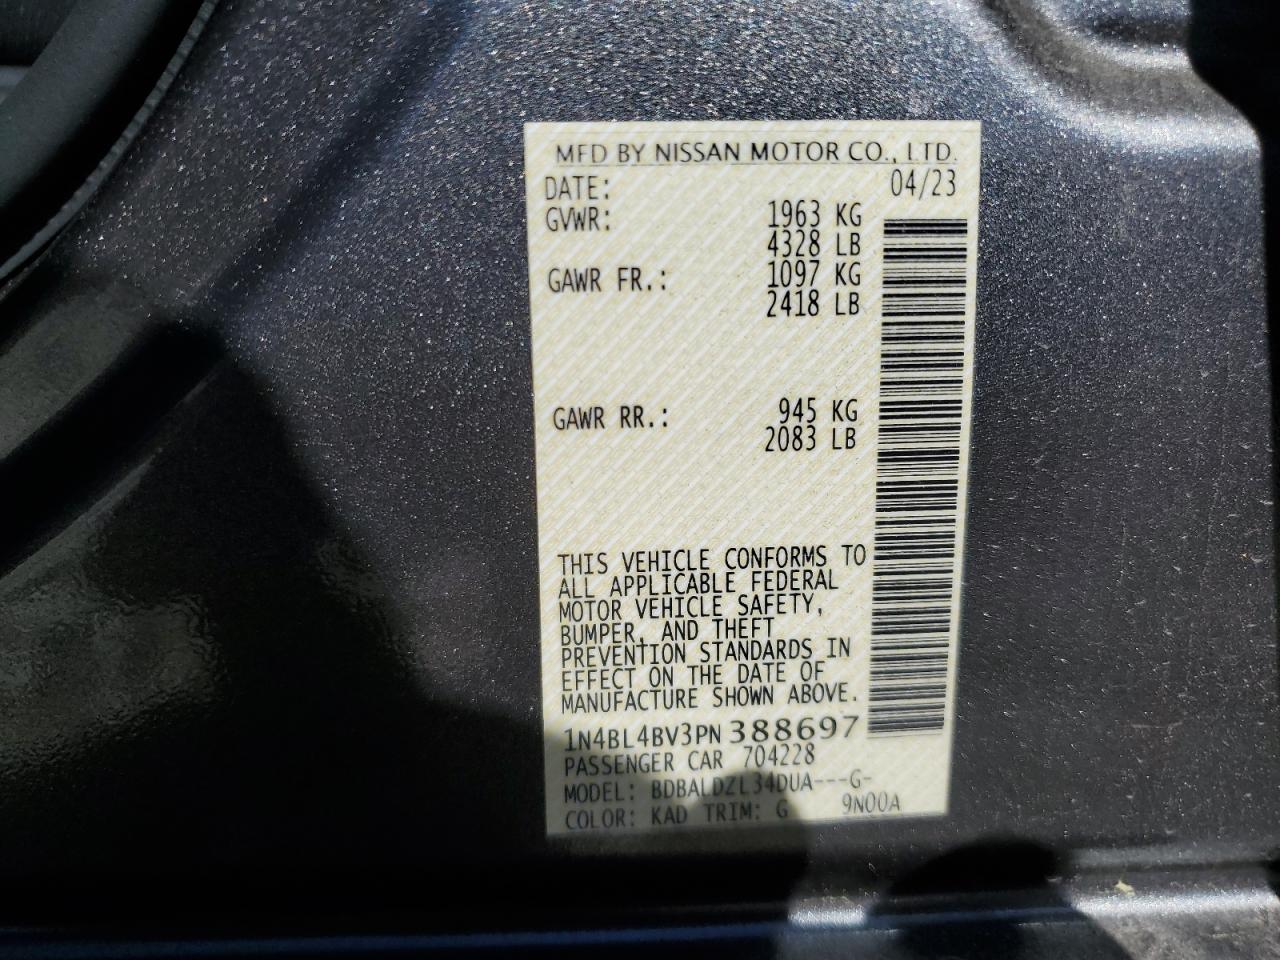 MFD BY NISSAN MOTOR CO., LTD.
DATE: 04/23
GVWR: 1963 KG
4328 LB
GAWR FR.: 1097 KG
2418 LB
GAWR RR.: 945 KG
2083 LB
THIS VEHICLE CONFORMS TO
ALL APPLICABLE FEDERAL
MOTOR VEHICLE SAFETY,
BUMPER, AND THEFT
PREVENTION STANDARDS IN
EFFECT ON THE DATE OF
MANUFACTURE SHOWN ABOVE.
1N4BL4BV3PN388697
PASSENGER CAR 704228
MODEL: BDBALDZL34DUA---G-
COLOR: KAD TRIM: G 9N00A